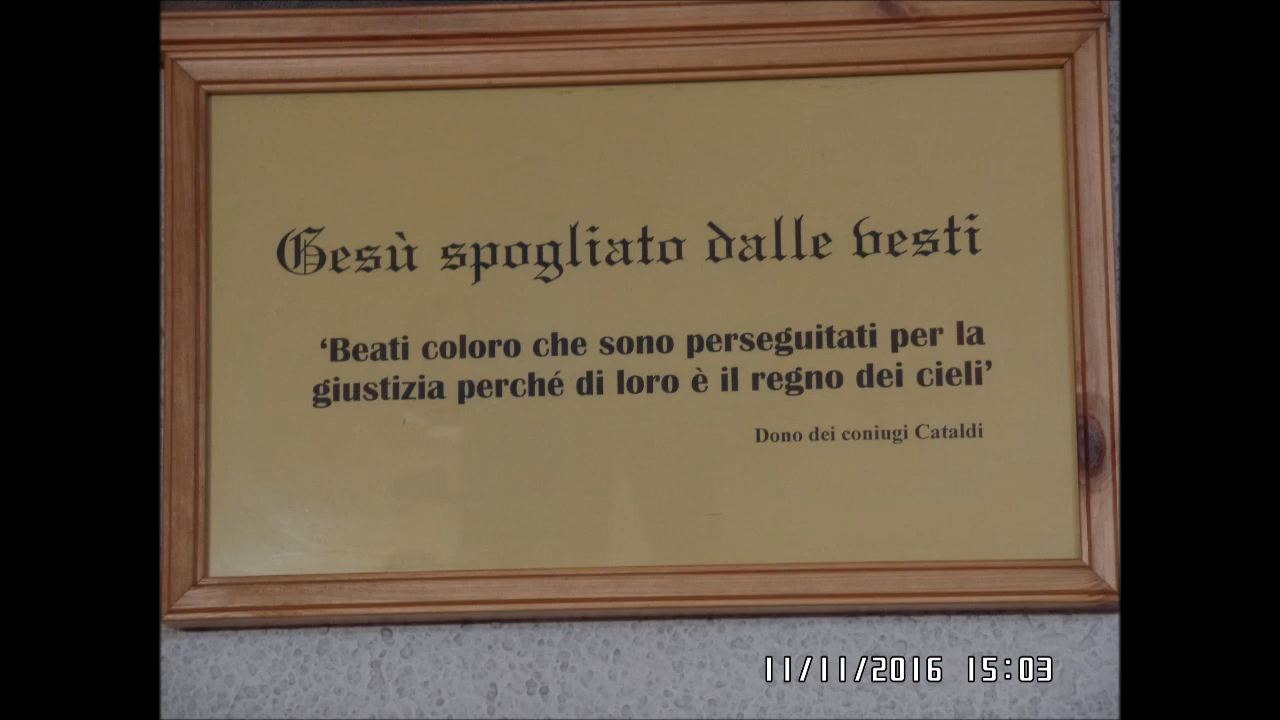 Gesù spogliato dalle vesti
‘Beati coloro che sono perseguitati per la
giustizia perché di loro è il regno dei cieli’
Dono dei coniugi Cataldi
11/11/2016 15:03